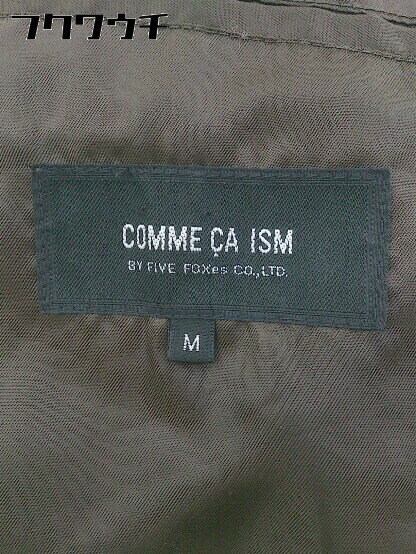 フクワウチ
COMME ÇA ISM
BY FIVE FOXes CO.,LTD.
M